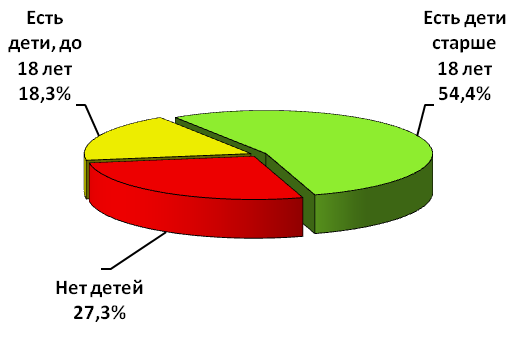 Есть
дети, до
18 лет
18,3%
Есть дети
старше
18 лет
54,4%
Нет детей
27,3%